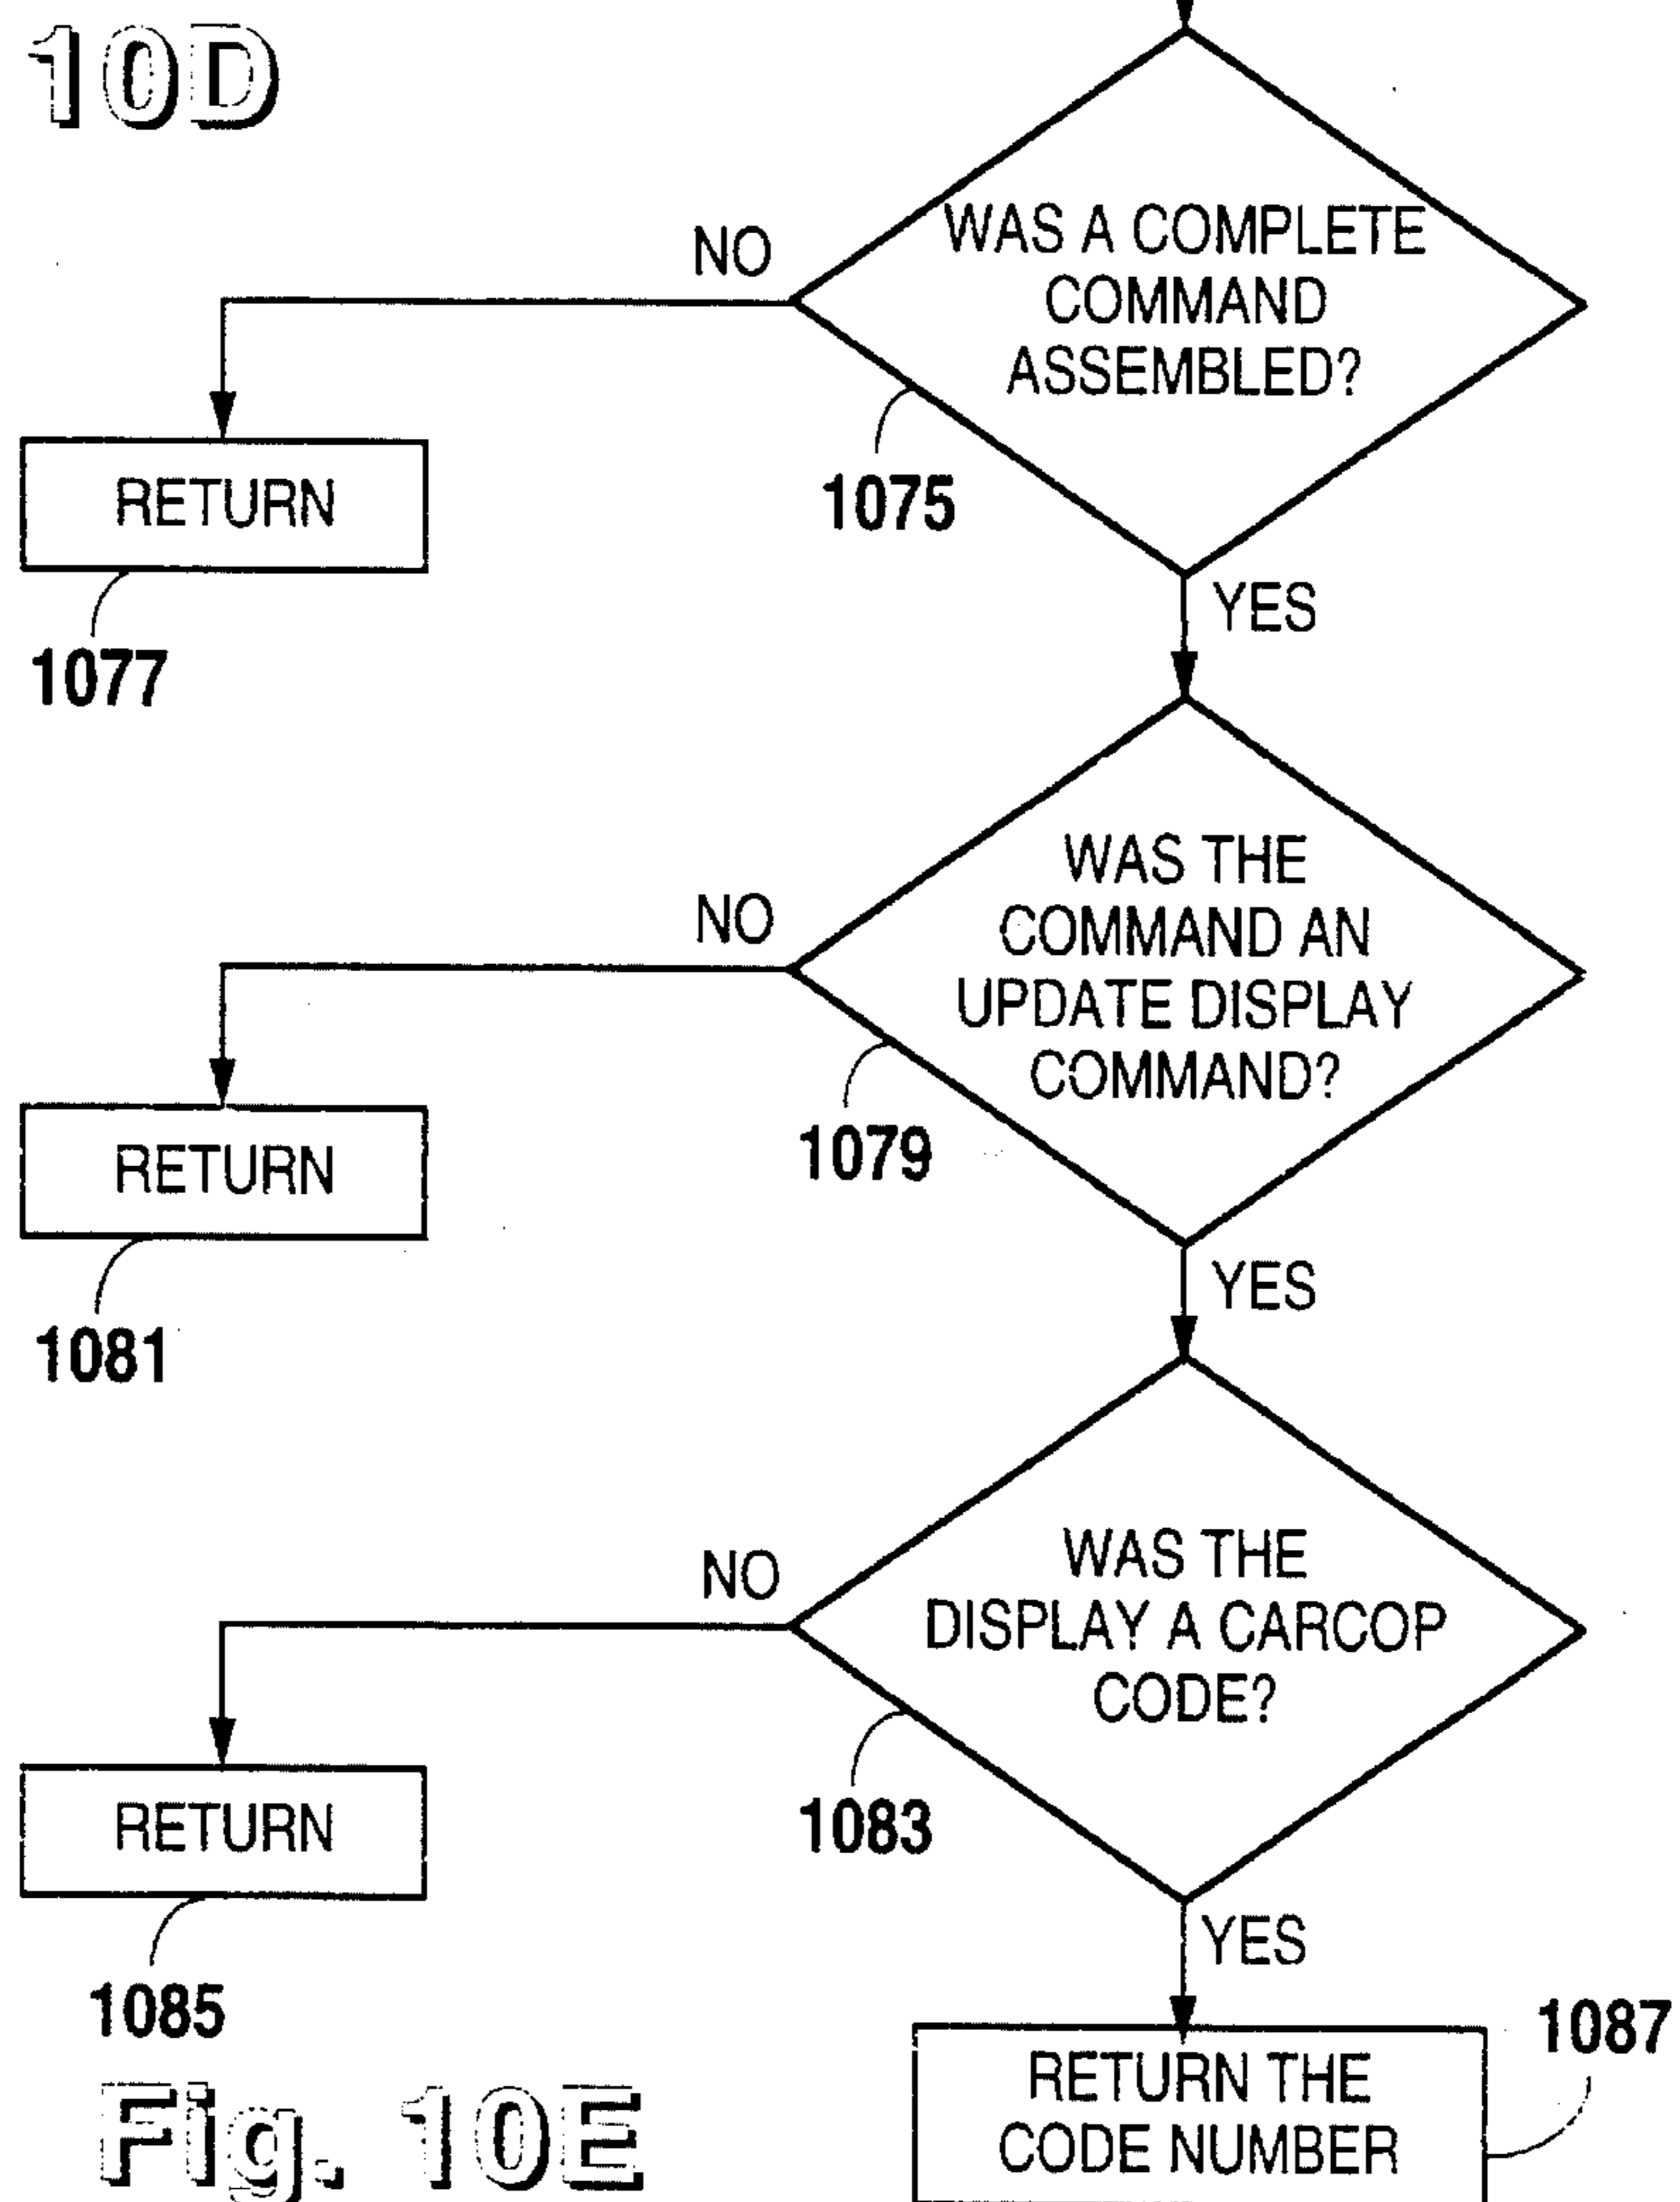 10D
WAS A COMPLETE
COMMAND
ASSEMBLED?
NO
1075
RETURN
1077
YES
WAS THE
COMMAND AN
UPDATE DISPLAY
COMMAND?
NO
1079
RETURN
1081
YES
WAS THE
DISPLAY A CARCOP
CODE?
NO
1083
RETURN
1085
YES
1087
RETURN THE
CODE NUMBER
Fig. 10E